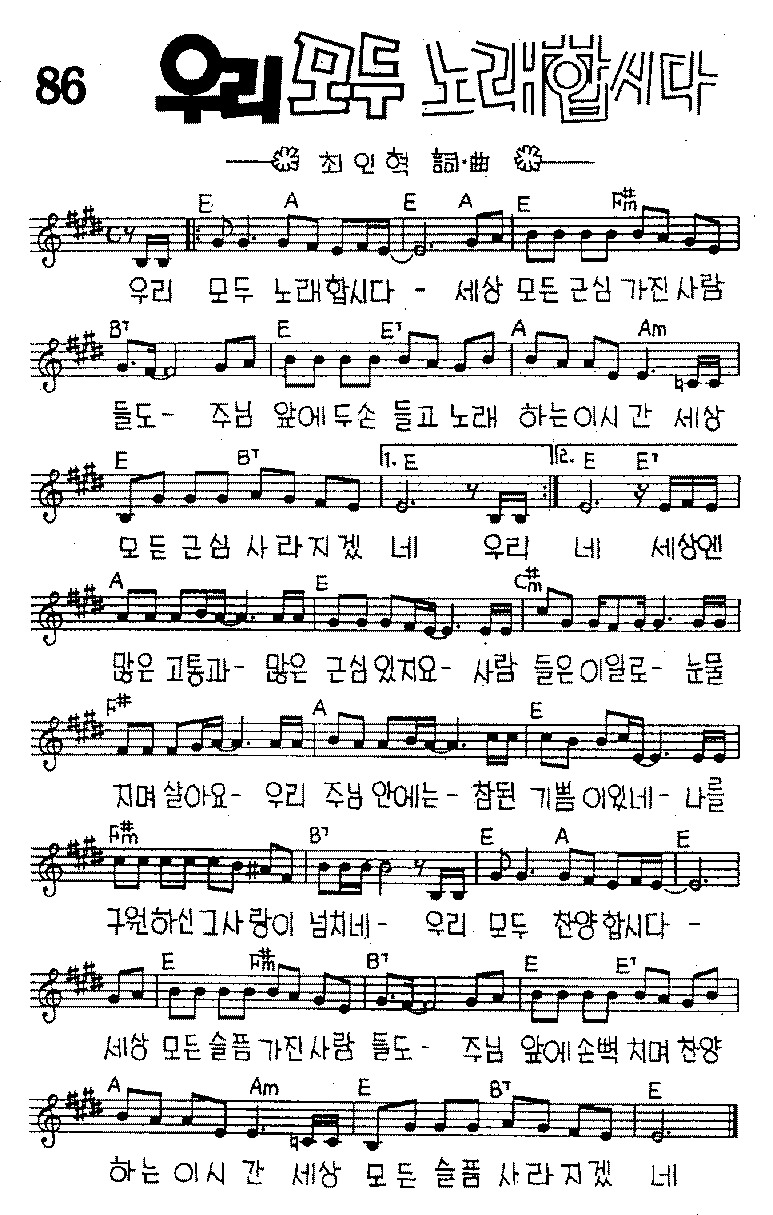 86
우리 모두 노래합시다
최인혁 詞·曲
E A E A E F#m
우리 모두 노래합시다 - 세상 모든 근심 가진 사람
B7 E E7 A Am
들도 - 주님 앞에 두손 들고 노래 하는 이시간 세상
E B7 1. E 2. E E7
모든 근심 사라지겠 네 우리 네 세상엔
A E C#m
많은 고통과 - 많은 근심 있지요 - 사람 들은 이일로 - 눈물
F# A E
지며 살아요 - 우리 주님 안에는 - 참된 기쁨 이있네 - 나를
F#m B7 E A E
구원하신 그사랑이 넘치네 - 우리 모두 찬양합시다 -
E F#m B7 E E7
세상 모든 슬픔 가진사람 들도 - 주님 앞에 손뼉 치며 찬양
A Am E B7 E
하는 이시 간 세상 모든 슬픔 사라지겠 네